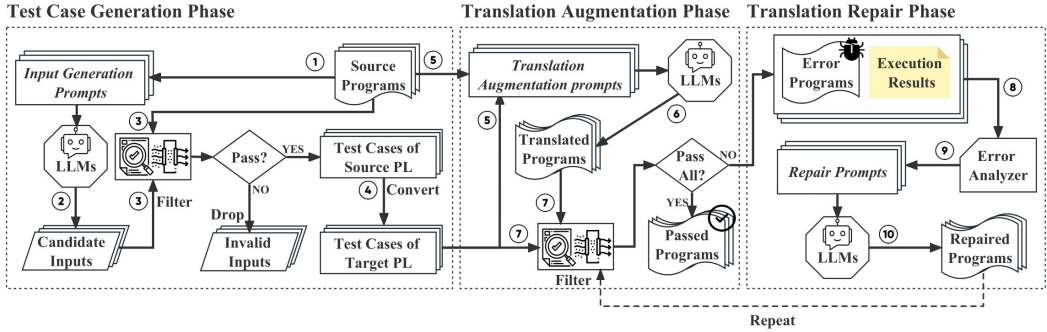 Test Case Generation Phase
Translation Augmentation Phase
Translation Repair Phase
Input Generation
Prompts
1
Source
Programs
5
Translation
Augmentation prompts
LLMs
Error
Programs
Execution
Results
8
LLMs
3
Pass?
YES
Test Cases of
Source PL
5
6
Translated
Programs
Pass
All?
NO
9
Repair Prompts
Error
Analyzer
2
3
Filter
NO
4
Convert
7
YES
Drop
Candidate
Inputs
Invalid
Inputs
Test Cases of
Target PL
7
Filter
Passed
Programs
LLMs
10
Repaired
Programs
Repeat